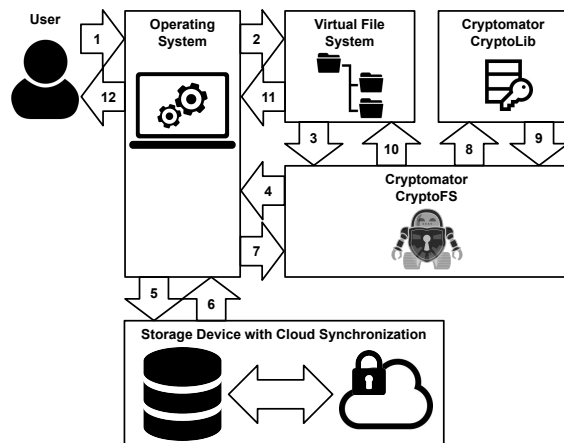 User
Operating
System
Virtual File
System
Cryptomator
CryptoLib
1
2
12
11
3
10
8
9
4
7
Cryptomator
CryptoFS
5
6
Storage Device with Cloud Synchronization